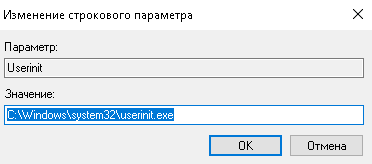 Изменение строкового параметра
Параметр:
Userinit
Значение:
C:\Windows\system32\userinit.exe
OK
Отмена